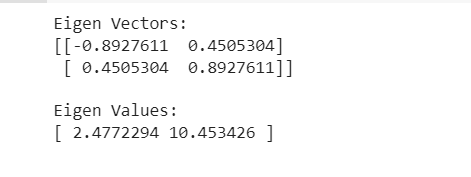 Eigen Vectors:
[[-0.8927611 0.4505304]
[ 0.4505304 0.8927611]]
Eigen Values:
[ 2.4772294 10.453426 ]